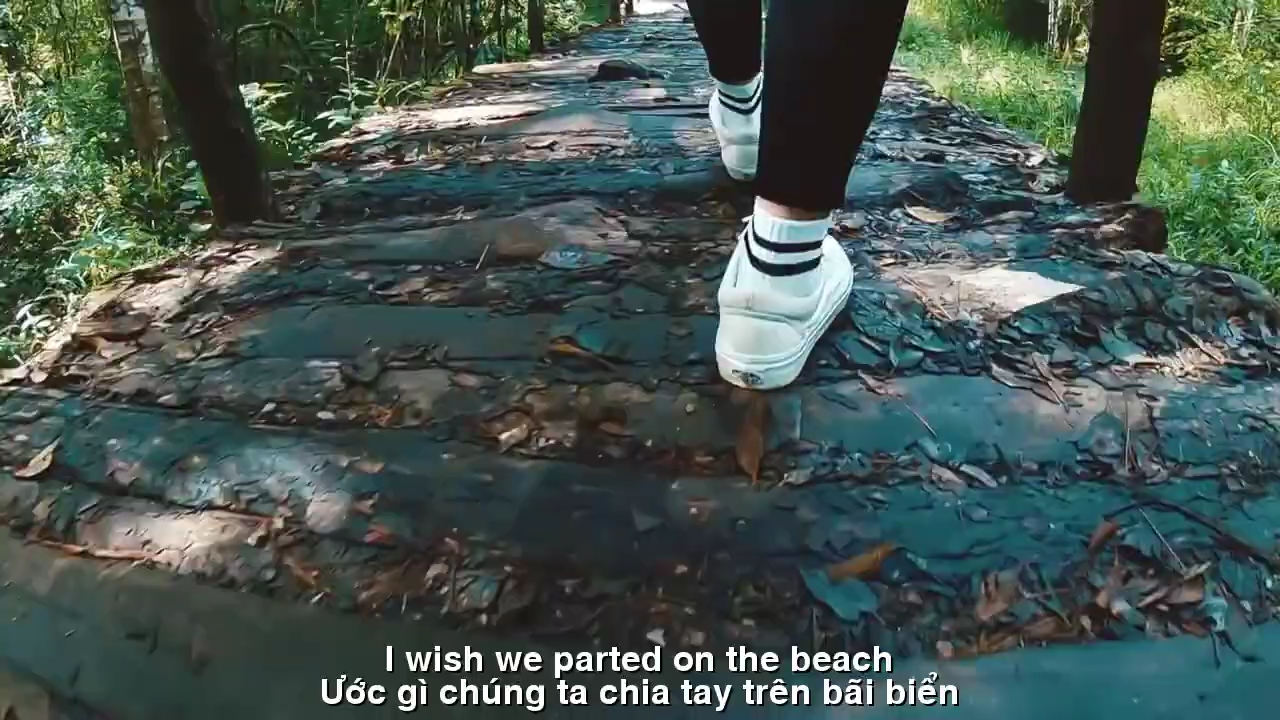 I wish we parted on the beach
Ước gì chúng ta chia tay trên bãi biển